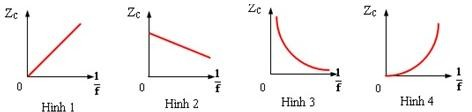 Z_C Z_C Z_C Z_C
0 1/f 0 1/f 0 1/f 0 1/f
Hình 1 Hình 2 Hình 3 Hình 4